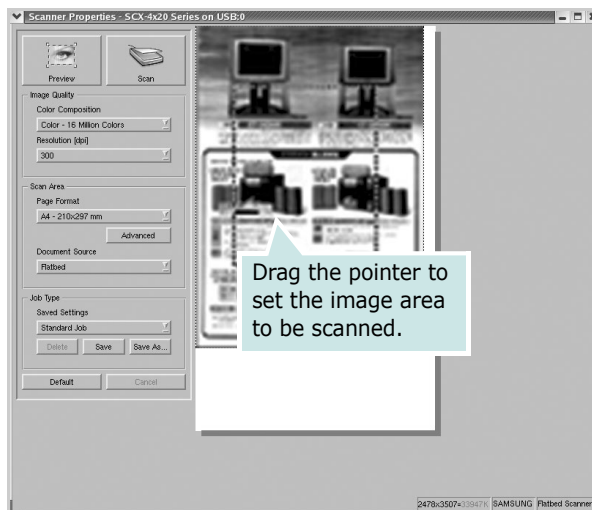 Scanner Properties - SCX-4x20 Series on USB:0
Preview
Scan
Image Quality
Color Composition
Color - 16 Million Colors
Resolution [dpi]
300
Scan Area
Page Format
A4 - 210x297 mm
Advanced
Document Source
Flatbed
Job Type
Saved Settings
Standard Job
Delete
Save
Save As...
Default
Cancel
Drag the pointer to
set the image area
to be scanned.
2478x3507=33947K
SAMSUNG
Flatbed Scanner